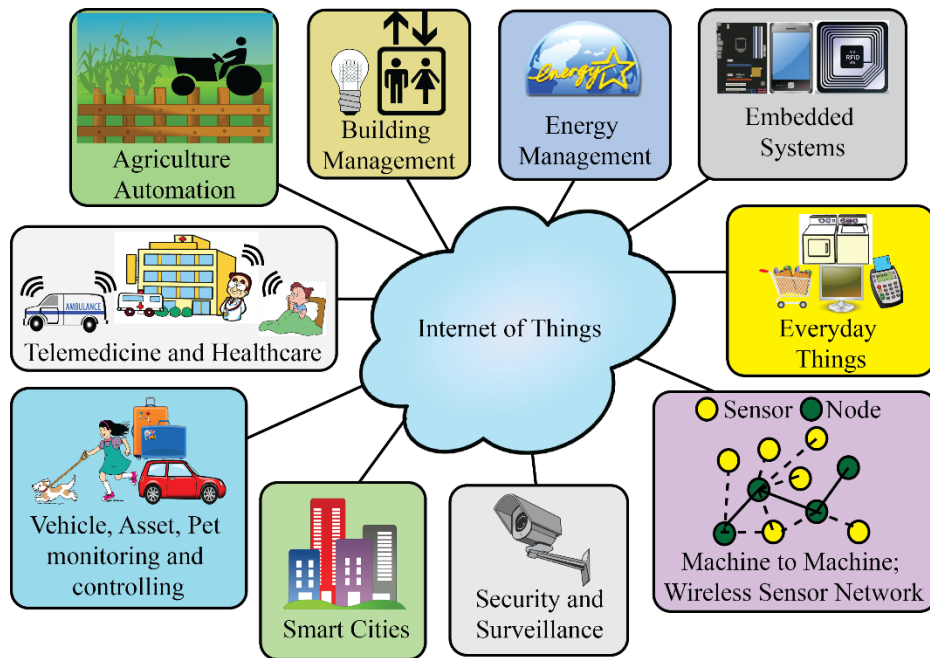 Agriculture
Automation
Building
Management
Energy
Energy
Management
RFID
Embedded
Systems
AMBULANCE
Telemedicine and Healthcare
Internet of Things
Everyday
Things
Vehicle, Asset, Pet
monitoring and
controlling
Smart Cities
Security and
Surveillance
Sensor
Node
Machine to Machine;
Wireless Sensor Network